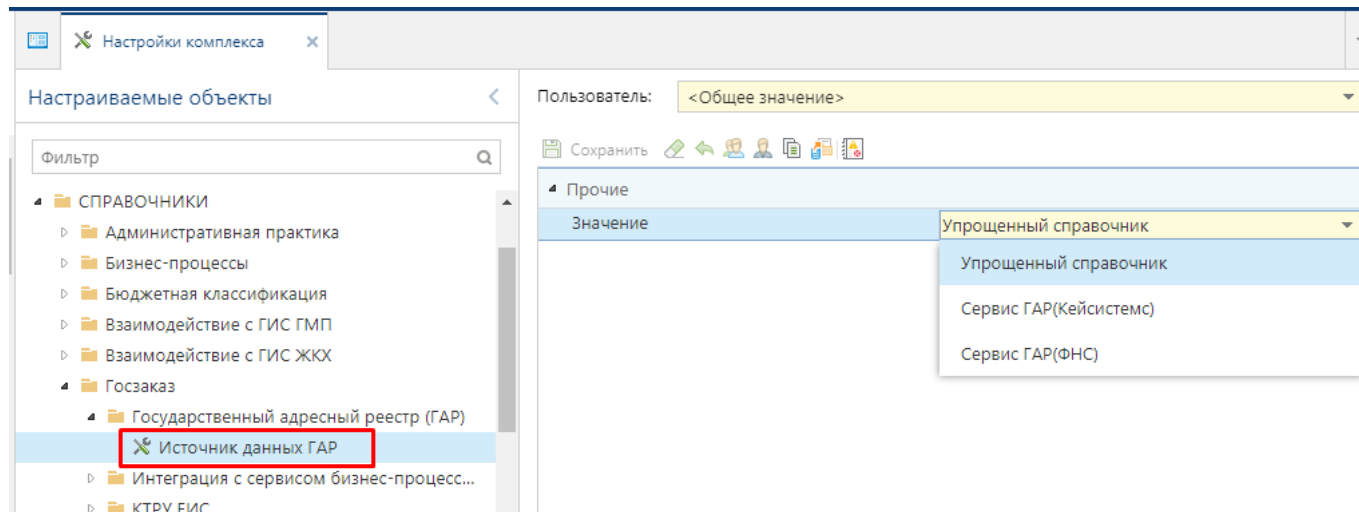 Настройки комплекса
Настраиваемые объекты
Фильтр
СПРАВОЧНИКИ
Административная практика
Бизнес-процессы
Бюджетная классификация
Взаимодействие с ГИС ГМП
Взаимодействие с ГИС ЖКХ
Госзаказ
Государственный адресный реестр (ГАР)
Источник данных ГАР
Интеграция с сервисом бизнес-процесс...
КТРУ ЕИС
Пользователь: <Общее значение>
Сохранить
Прочие
Значение Упрощенный справочник
Упрощенный справочник
Сервис ГАР(Кейсистемс)
Сервис ГАР(ФНС)